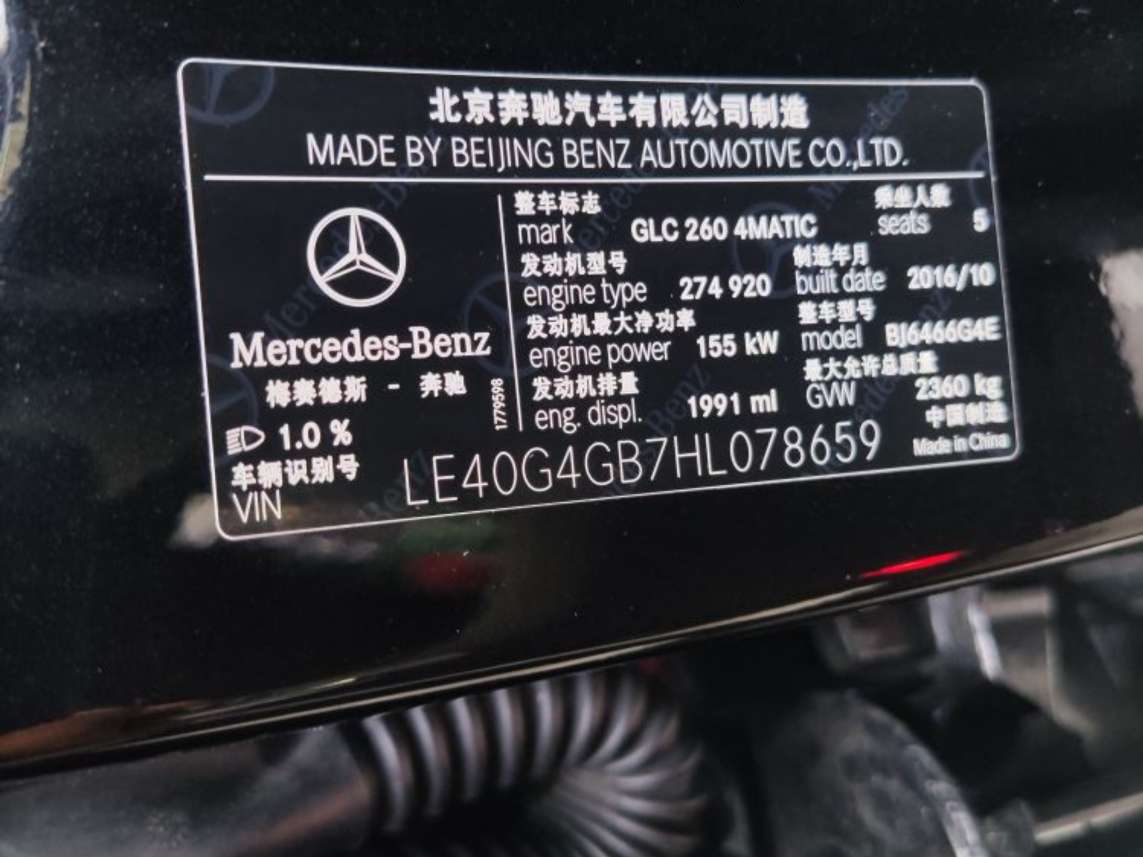 北京奔驰汽车有限公司制造
MADE BY BEIJING BENZ AUTOMOTIVE CO.,LTD.
Mercedes-Benz
梅赛德斯 - 奔驰
1.0 %
1779598
整车标志 乘坐人数
mark GLC 260 4MATIC seats 5
发动机型号 制造年月
engine type 274 920 built date 2016/10
发动机最大净功率 整车型号
engine power 155 kW model BJ6466G4E
发动机排量 最大允许总质量
eng. displ. 1991 ml GVW 2360 kg
中国制造
Made in China
车辆识别号
VIN LE40G4GB7HL078659